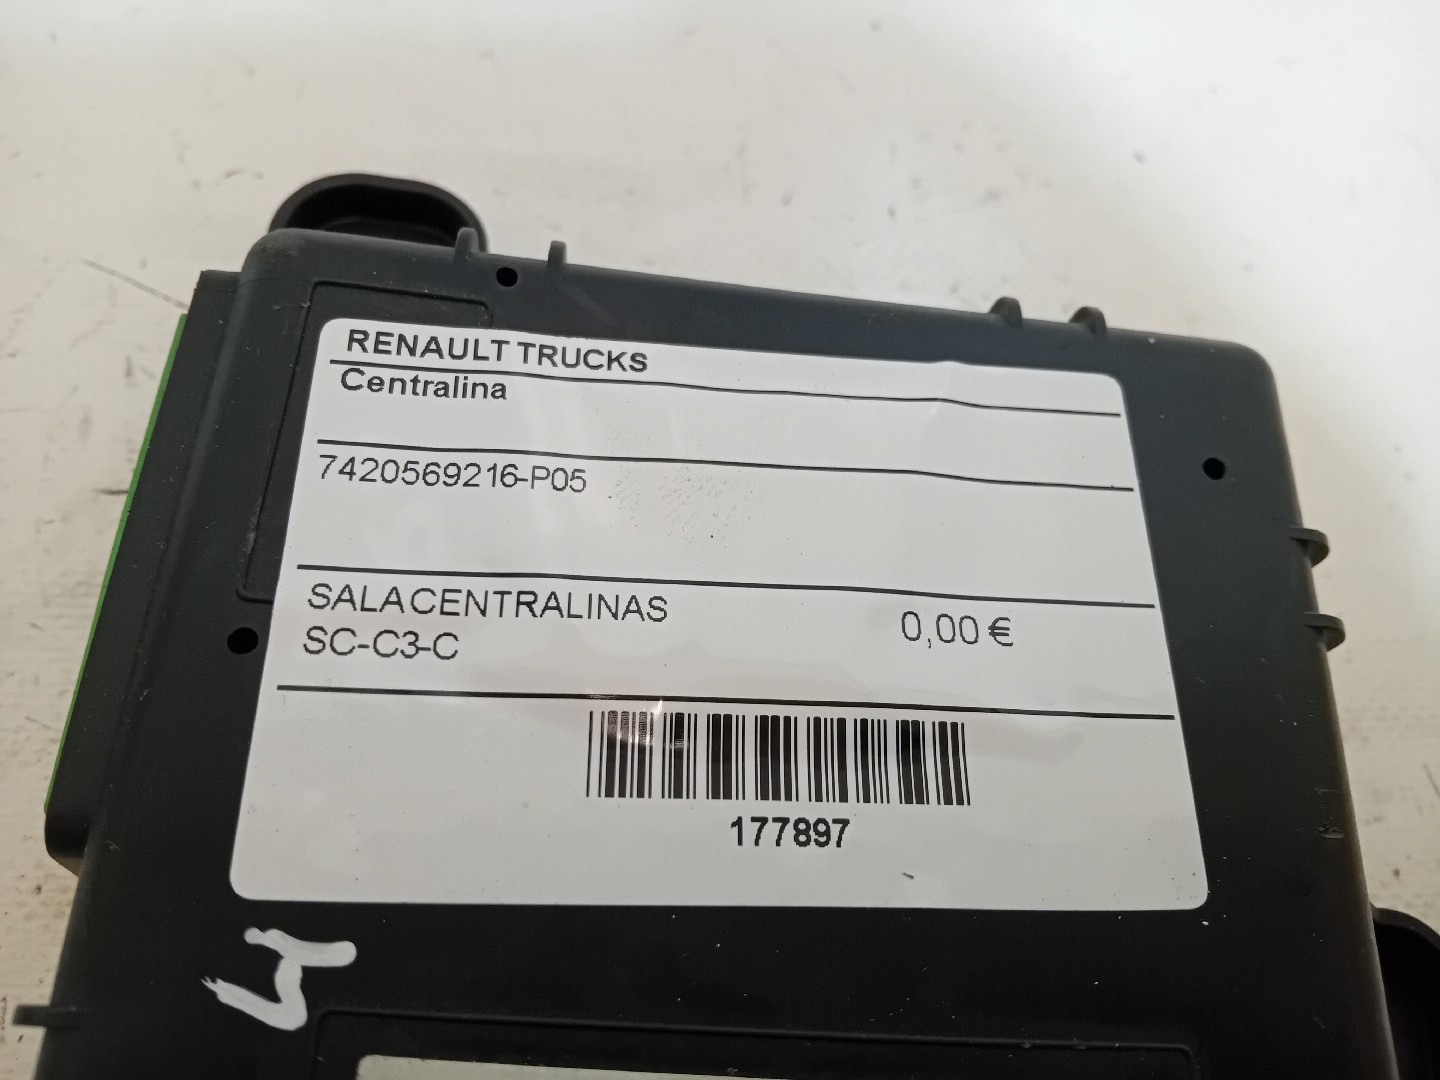 RENAULT TRUCKS
Centralina
7420569216-P05
SALACENTRALINAS 0,00 €
SC-C3-C
177897